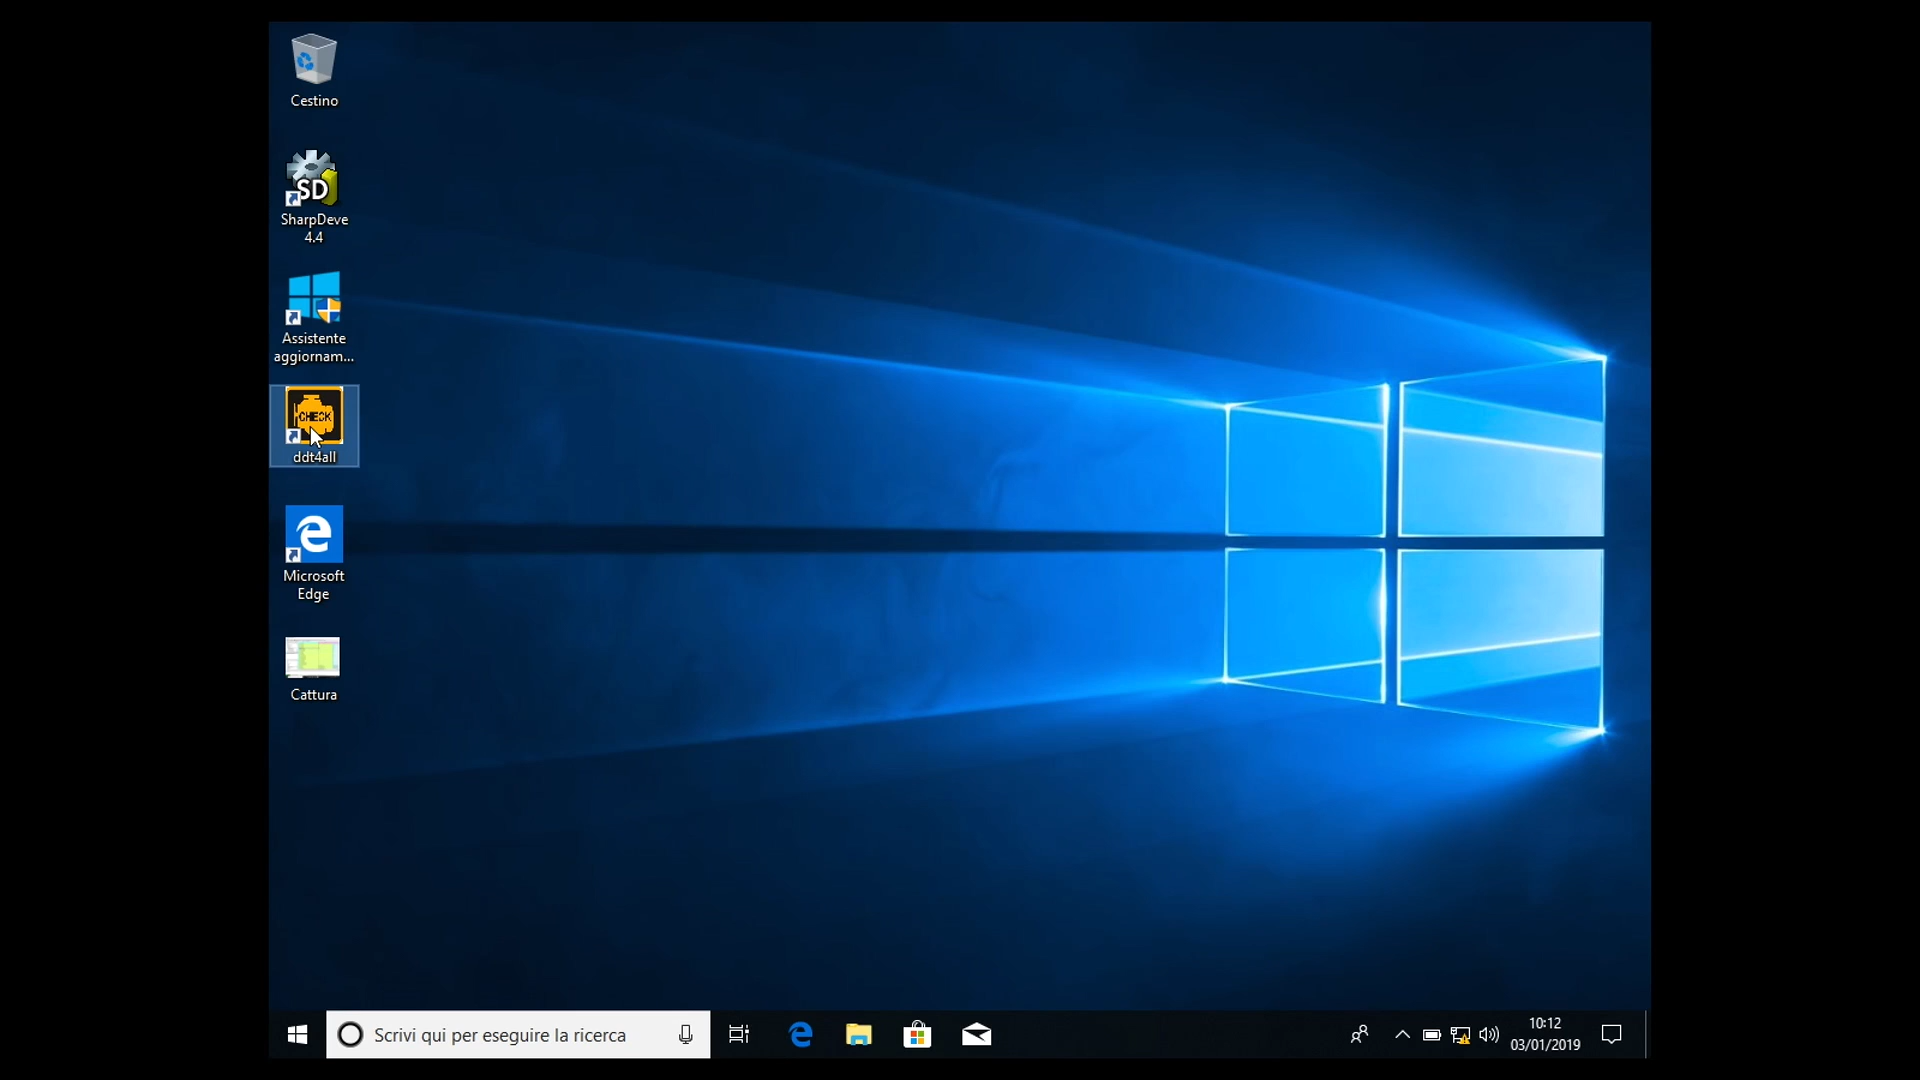 Cestino
SD
SharpDeve
4.4
Assistente
aggiornam...
CHECK
ddt4all
Microsoft
Edge
Cattura
Scrivi qui per eseguire la ricerca
10:12
03/01/2019